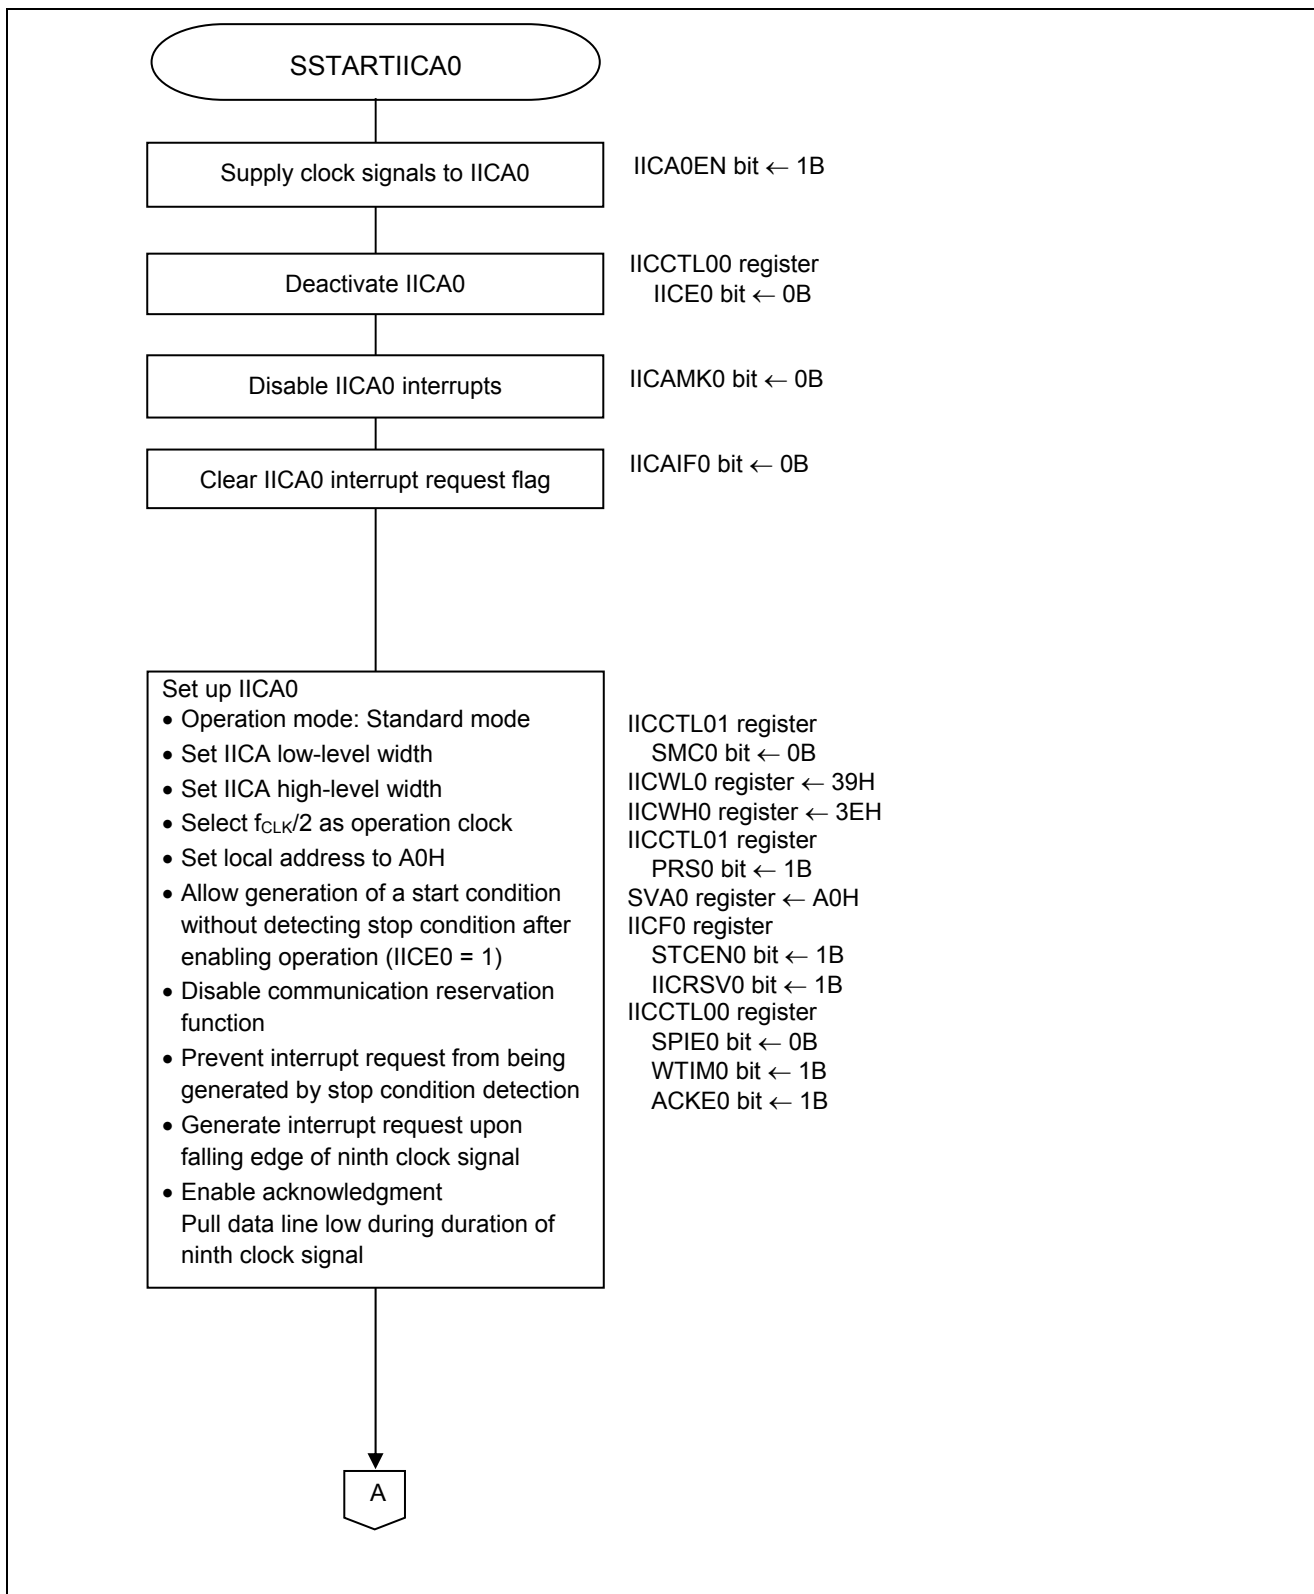 SSTARTIICA0
Supply clock signals to IICA0
IICA0EN bit ← 1B
Deactivate IICA0
IICCTL00 register
IICE0 bit ← 0B
Disable IICA0 interrupts
IICAMK0 bit ← 0B
Clear IICA0 interrupt request flag
IICAIF0 bit ← 0B
Set up IICA0
• Operation mode: Standard mode
• Set IICA low-level width
• Set IICA high-level width
• Select fCLK/2 as operation clock
• Set local address to A0H
• Allow generation of a start condition
without detecting stop condition after
enabling operation (IICE0 = 1)
• Disable communication reservation
function
• Prevent interrupt request from being
generated by stop condition detection
• Generate interrupt request upon
falling edge of ninth clock signal
• Enable acknowledgment
Pull data line low during duration of
ninth clock signal
IICCTL01 register
SMC0 bit ← 0B
IICWL0 register ← 39H
IICWH0 register ← 3EH
IICCTL01 register
PRS0 bit ← 1B
SVA0 register ← A0H
IICF0 register
STCEN0 bit ← 1B
IICRSV0 bit ← 1B
IICCTL00 register
SPIE0 bit ← 0B
WTIM0 bit ← 1B
ACKE0 bit ← 1B
A